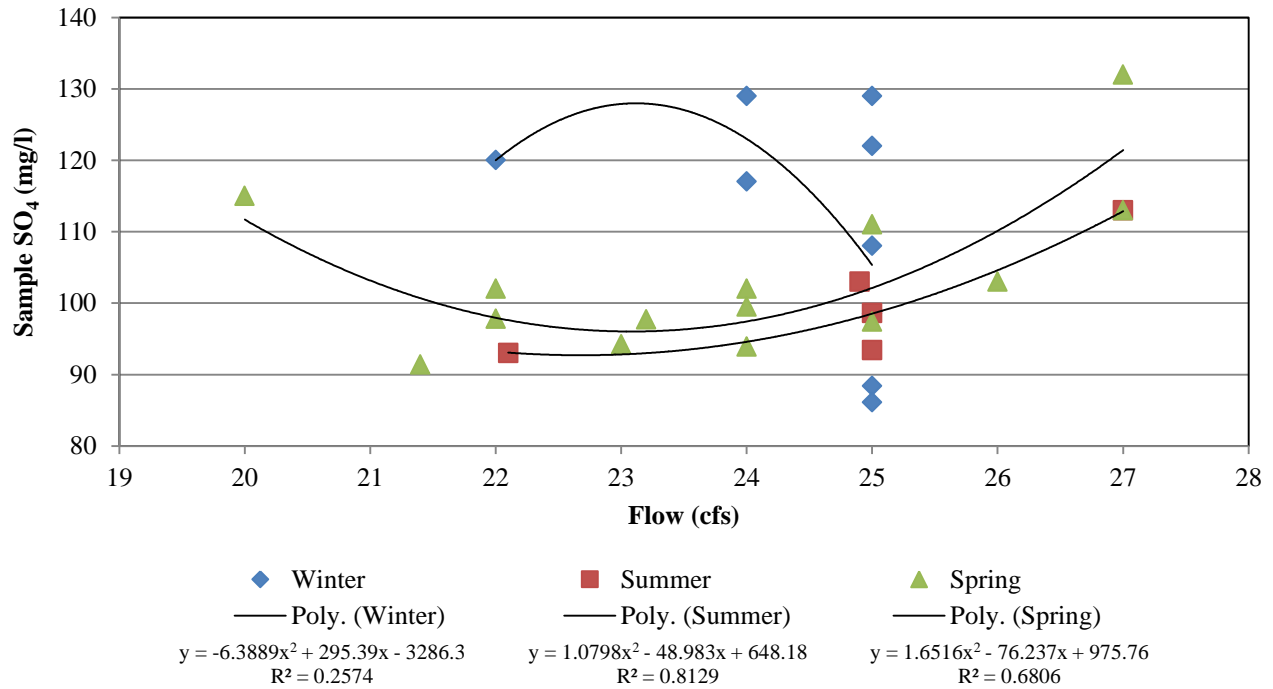 140
130
120
110
100
90
80
Sample SO₄ (mg/l)
19 20 21 22 23 24 25 26 27 28
Flow (cfs)
Winter Summer Spring
Poly. (Winter) Poly. (Summer) Poly. (Spring)
y = -6.3889x² + 295.39x - 3286.3 y = 1.0798x² - 48.983x + 648.18 y = 1.6516x² - 76.237x + 975.76
R² = 0.2574 R² = 0.8129 R² = 0.6806